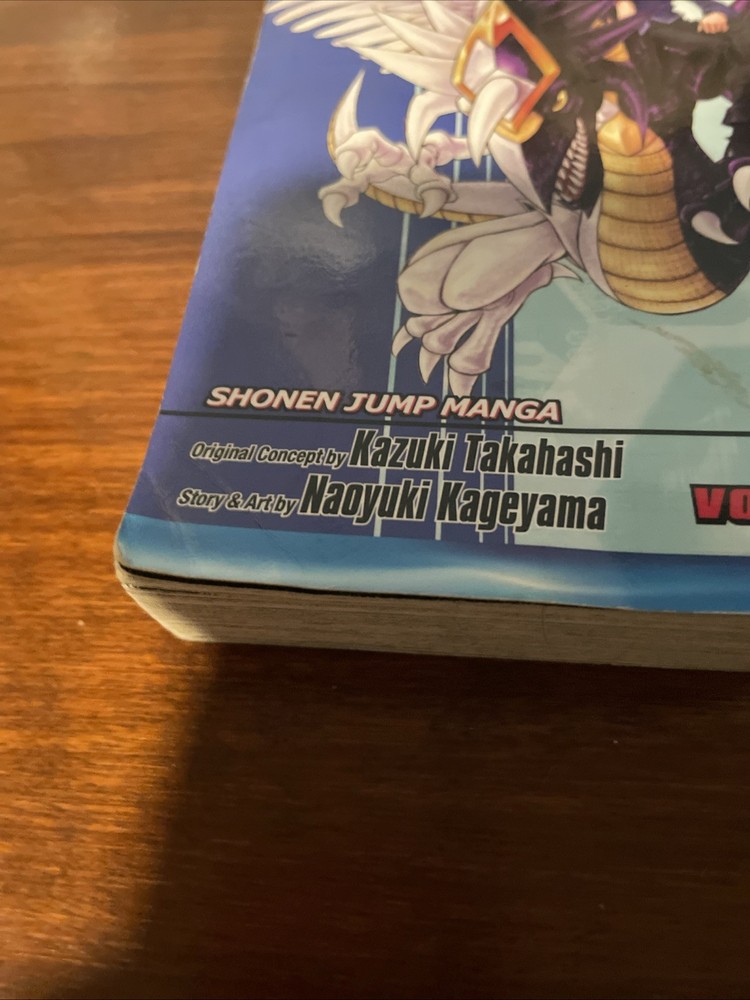 SHONEN JUMP MANGA
Original Concept by Kazuki Takahashi
Story & Art by Naoyuki Kageyama